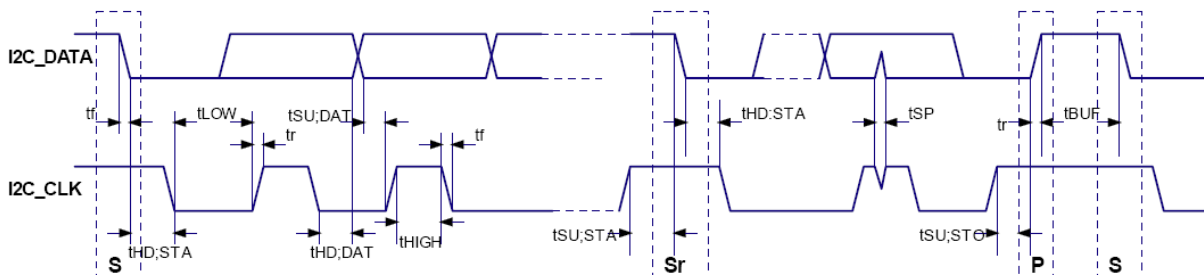 I2C_DATA
tf
tLOW
tSU;DAT
tr
tf
tHD:STA
tSP
tr
tBUF
I2C_CLK
tHD;STA
tHD;DAT
tHIGH
tSU;STA
tSU;STO
S
Sr
P
S